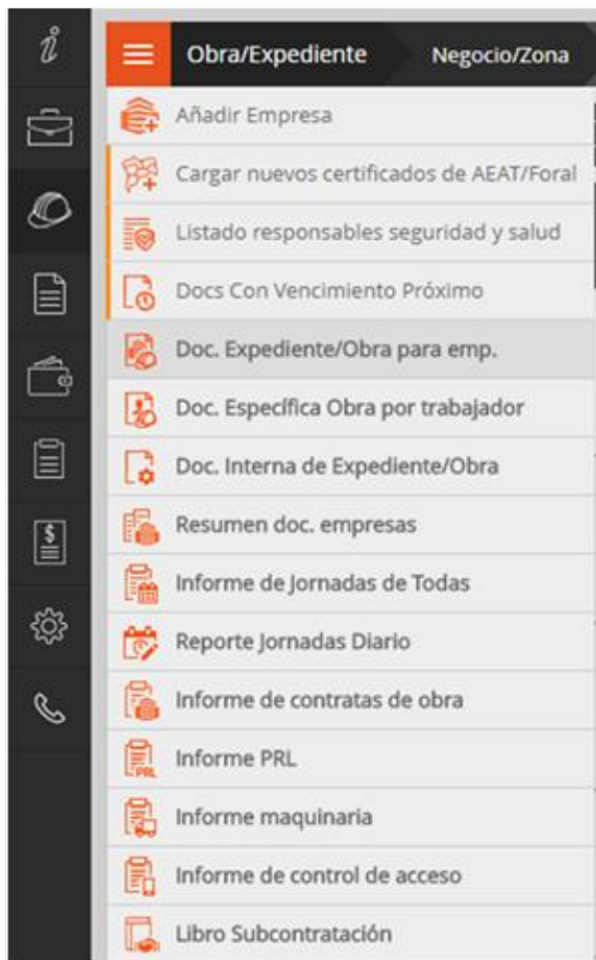 Obra/Expediente Negocio/Zona
Añadir Empresa
Cargar nuevos certificados de AEAT/Foral
Listado responsables seguridad y salud
Docs Con Vencimiento Próximo
Doc. Expediente/Obra para emp.
Doc. Específica Obra por trabajador
Doc. Interna de Expediente/Obra
Resumen doc. empresas
Informe de Jornadas de Todas
Reporte Jornadas Diario
Informe de contratas de obra
Informe PRL
Informe maquinaria
Informe de control de acceso
Libro Subcontratación